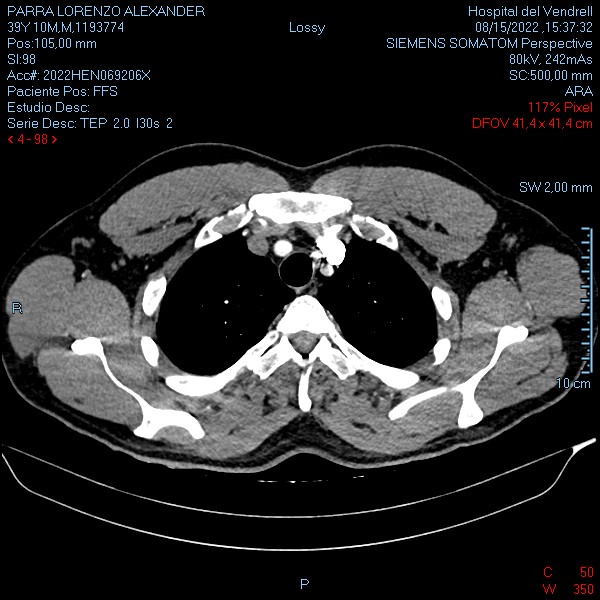 PARRA LORENZO ALEXANDER
39Y 10M,M,1193774
Pos:105,00 mm
SI:98
Acc#: 2022HEN069206X
Paciente Pos: FFS
Estudio Desc:
Serie Desc: TEP 2.0 I30s 2
< 4 - 98 >
Lossy
Hospital del Vendrell
08/15/2022 ,15:37:32
SIEMENS SOMATOM Perspective
80kV, 242mAs
SC:500,00 mm
ARA
117% Pixel
DFOV 41,4 x 41,4 cm
SW 2,00 mm
R
10 cm
P
C 50
W 350